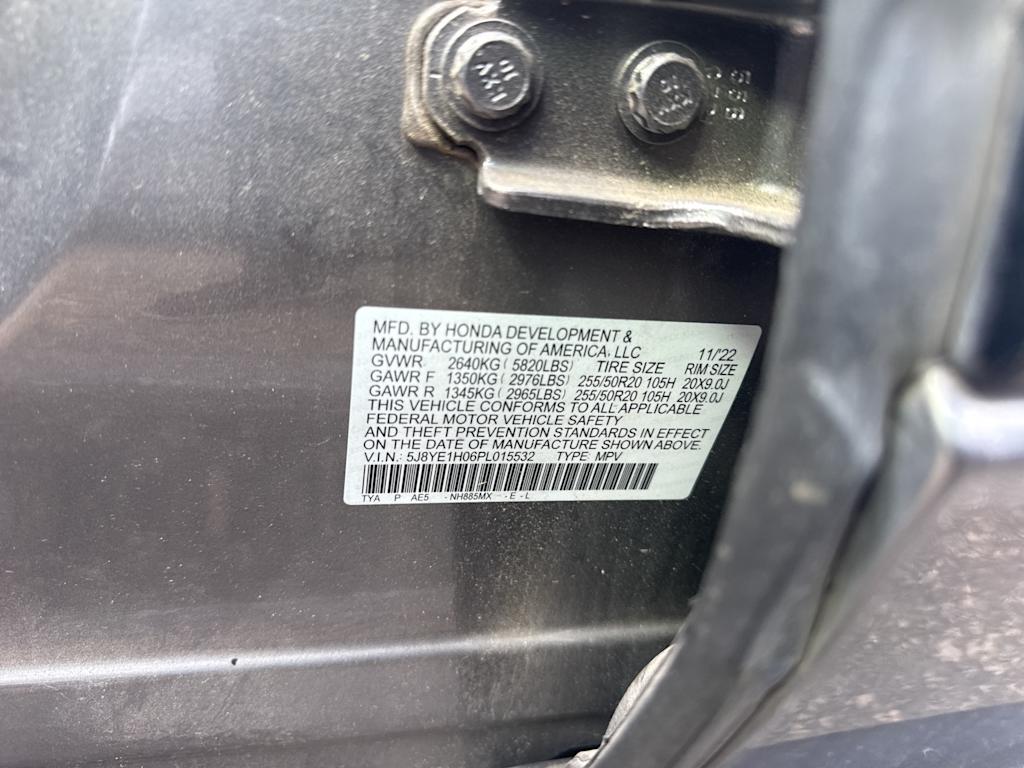 MFD. BY HONDA DEVELOPMENT &
MANUFACTURING OF AMERICA, LLC 11/22
GVWR 2640KG ( 5820LBS) TIRE SIZE RIM SIZE
GAWR F 1350KG ( 2976LBS) 255/50R20 105H 20X9.0J
GAWR R 1345KG ( 2965LBS) 255/50R20 105H 20X9.0J
THIS VEHICLE CONFORMS TO ALL APPLICABLE
FEDERAL MOTOR VEHICLE SAFETY
AND THEFT PREVENTION STANDARDS IN EFFECT
ON THE DATE OF MANUFACTURE SHOWN ABOVE.
V.I.N.: 5J8YE1H06PL015532 TYPE: MPV
TYA P AE5 - NH885MX - E - L